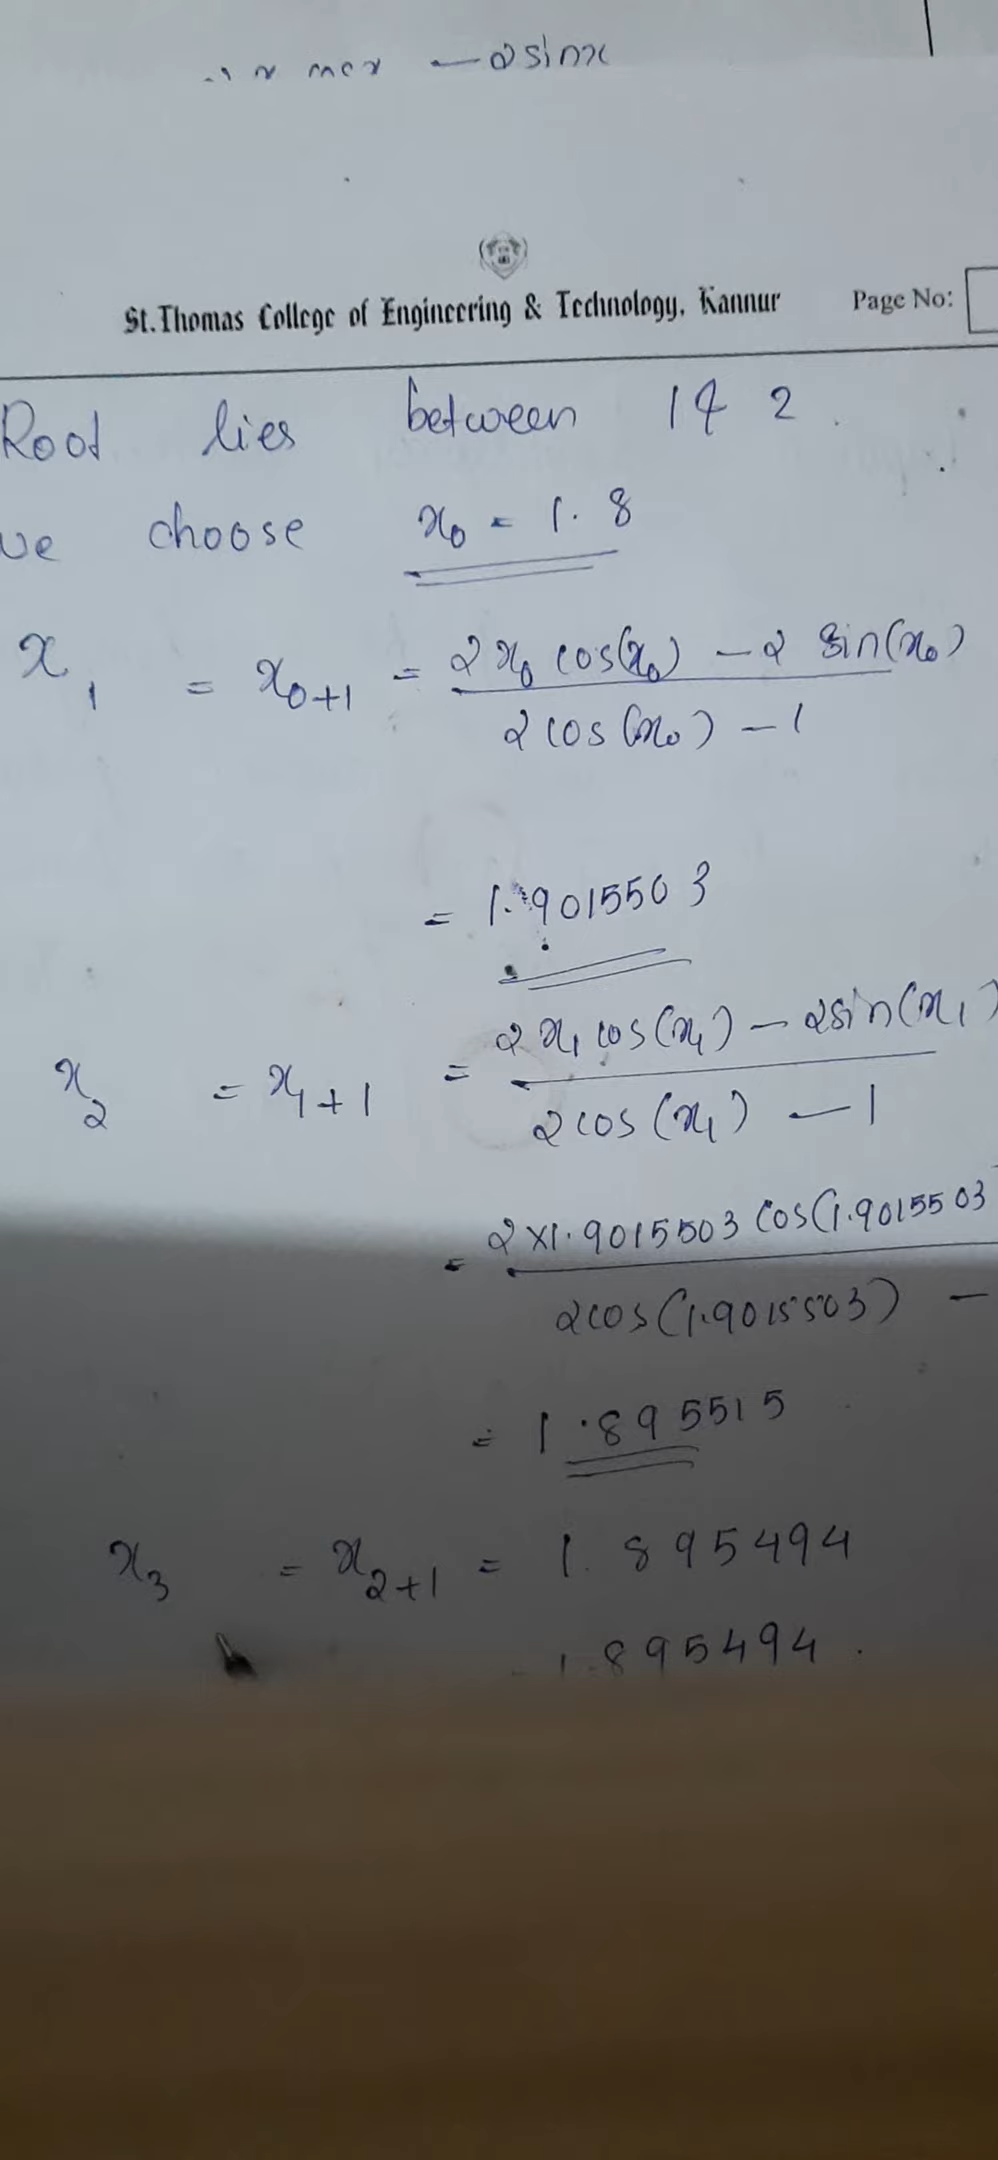 − 2sinx
St. Thomas College of Engineering & Technology, Kannur Page No:
Root lies between 1 & 2.
we choose x₀ = 1.8
x₁ = x₀₊₁ = 2x₀ cos(x₀) − 2 sin(x₀)
2cos(x₀) − 1
= 1.9015503
x₂ = x₁₊₁ = 2x₁ cos(x₁) − 2sin(x₁)
2cos(x₁) − 1
= 2×1.9015503 cos(1.9015503
2cos(1.9015503) −
= 1.895515
x₃ = x₂₊₁ = 1.895494
1.895494.